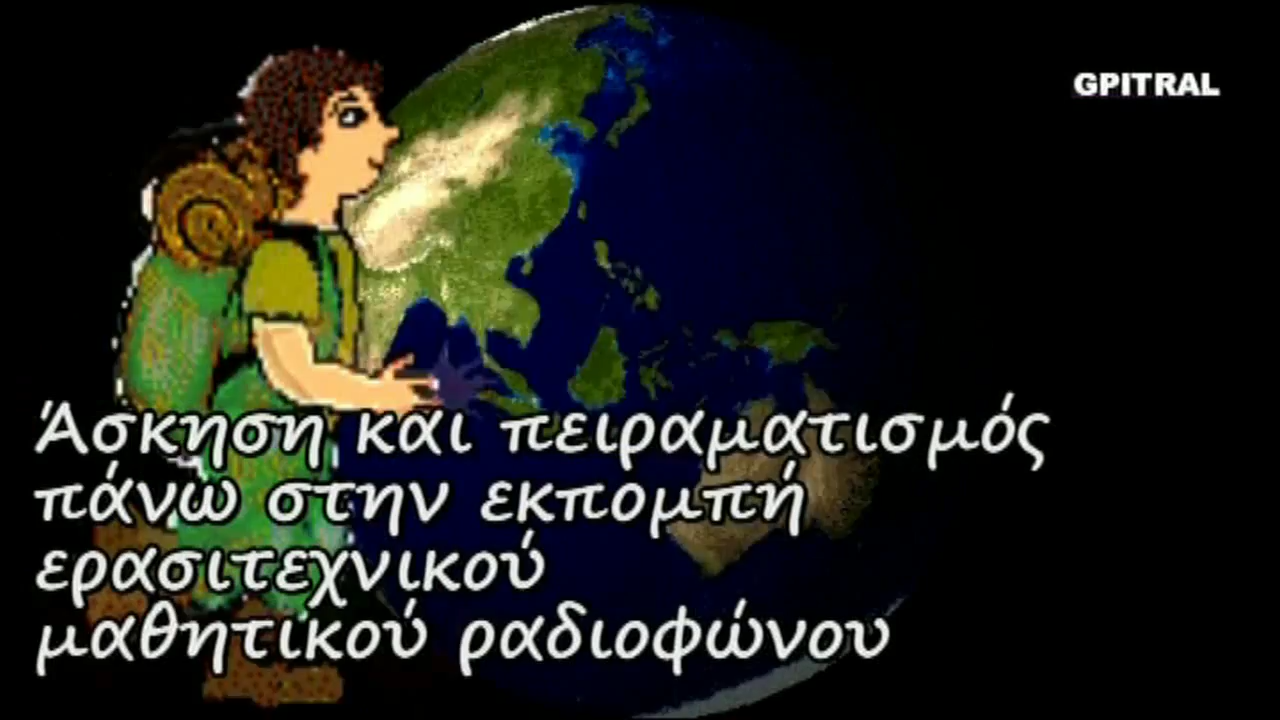 GPITRAL
Άσκηση και πειραματισμός
πάνω στην εκπομπή
ερασιτεχνικού
μαθητικού ραδιοφώνου